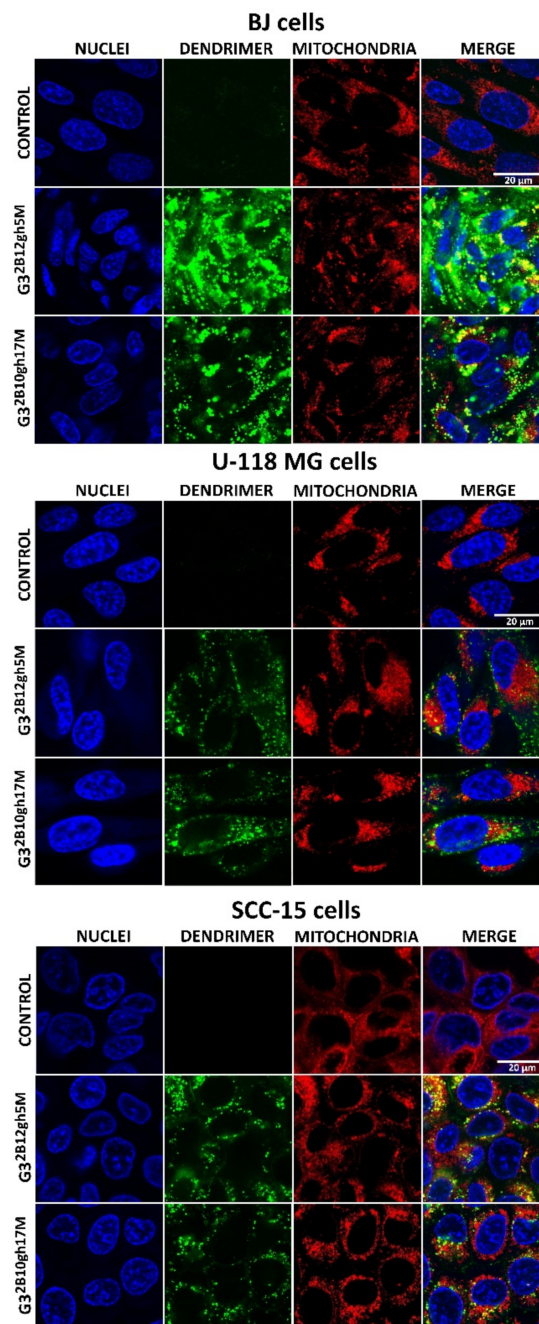 BJ cells
NUCLEI DENDRIMER MITOCHONDRIA MERGE
CONTROL
20 µm
G3²ᴮ¹²ᵍʰ⁵ᴹ
G3²ᴮ¹⁰ᵍʰ¹⁷ᴹ
U-118 MG cells
NUCLEI DENDRIMER MITOCHONDRIA MERGE
CONTROL
20 µm
G3²ᴮ¹²ᵍʰ⁵ᴹ
G3²ᴮ¹⁰ᵍʰ¹⁷ᴹ
SCC-15 cells
NUCLEI DENDRIMER MITOCHONDRIA MERGE
CONTROL
20 µm
G3²ᴮ¹²ᵍʰ⁵ᴹ
G3²ᴮ¹⁰ᵍʰ¹⁷ᴹ